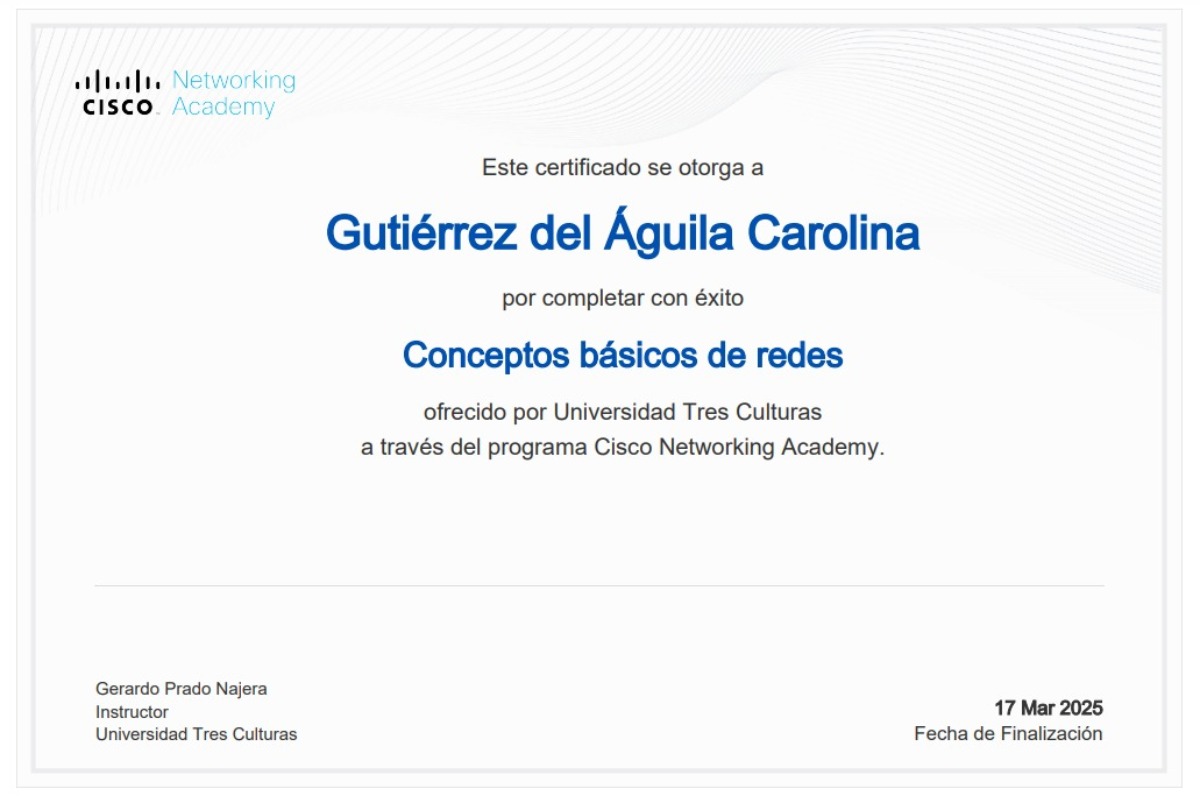 Networking
CISCO Academy
Este certificado se otorga a
Gutiérrez del Águila Carolina
por completar con éxito
Conceptos básicos de redes
ofrecido por Universidad Tres Culturas
a través del programa Cisco Networking Academy.
Gerardo Prado Najera
Instructor
Universidad Tres Culturas
17 Mar 2025
Fecha de Finalización